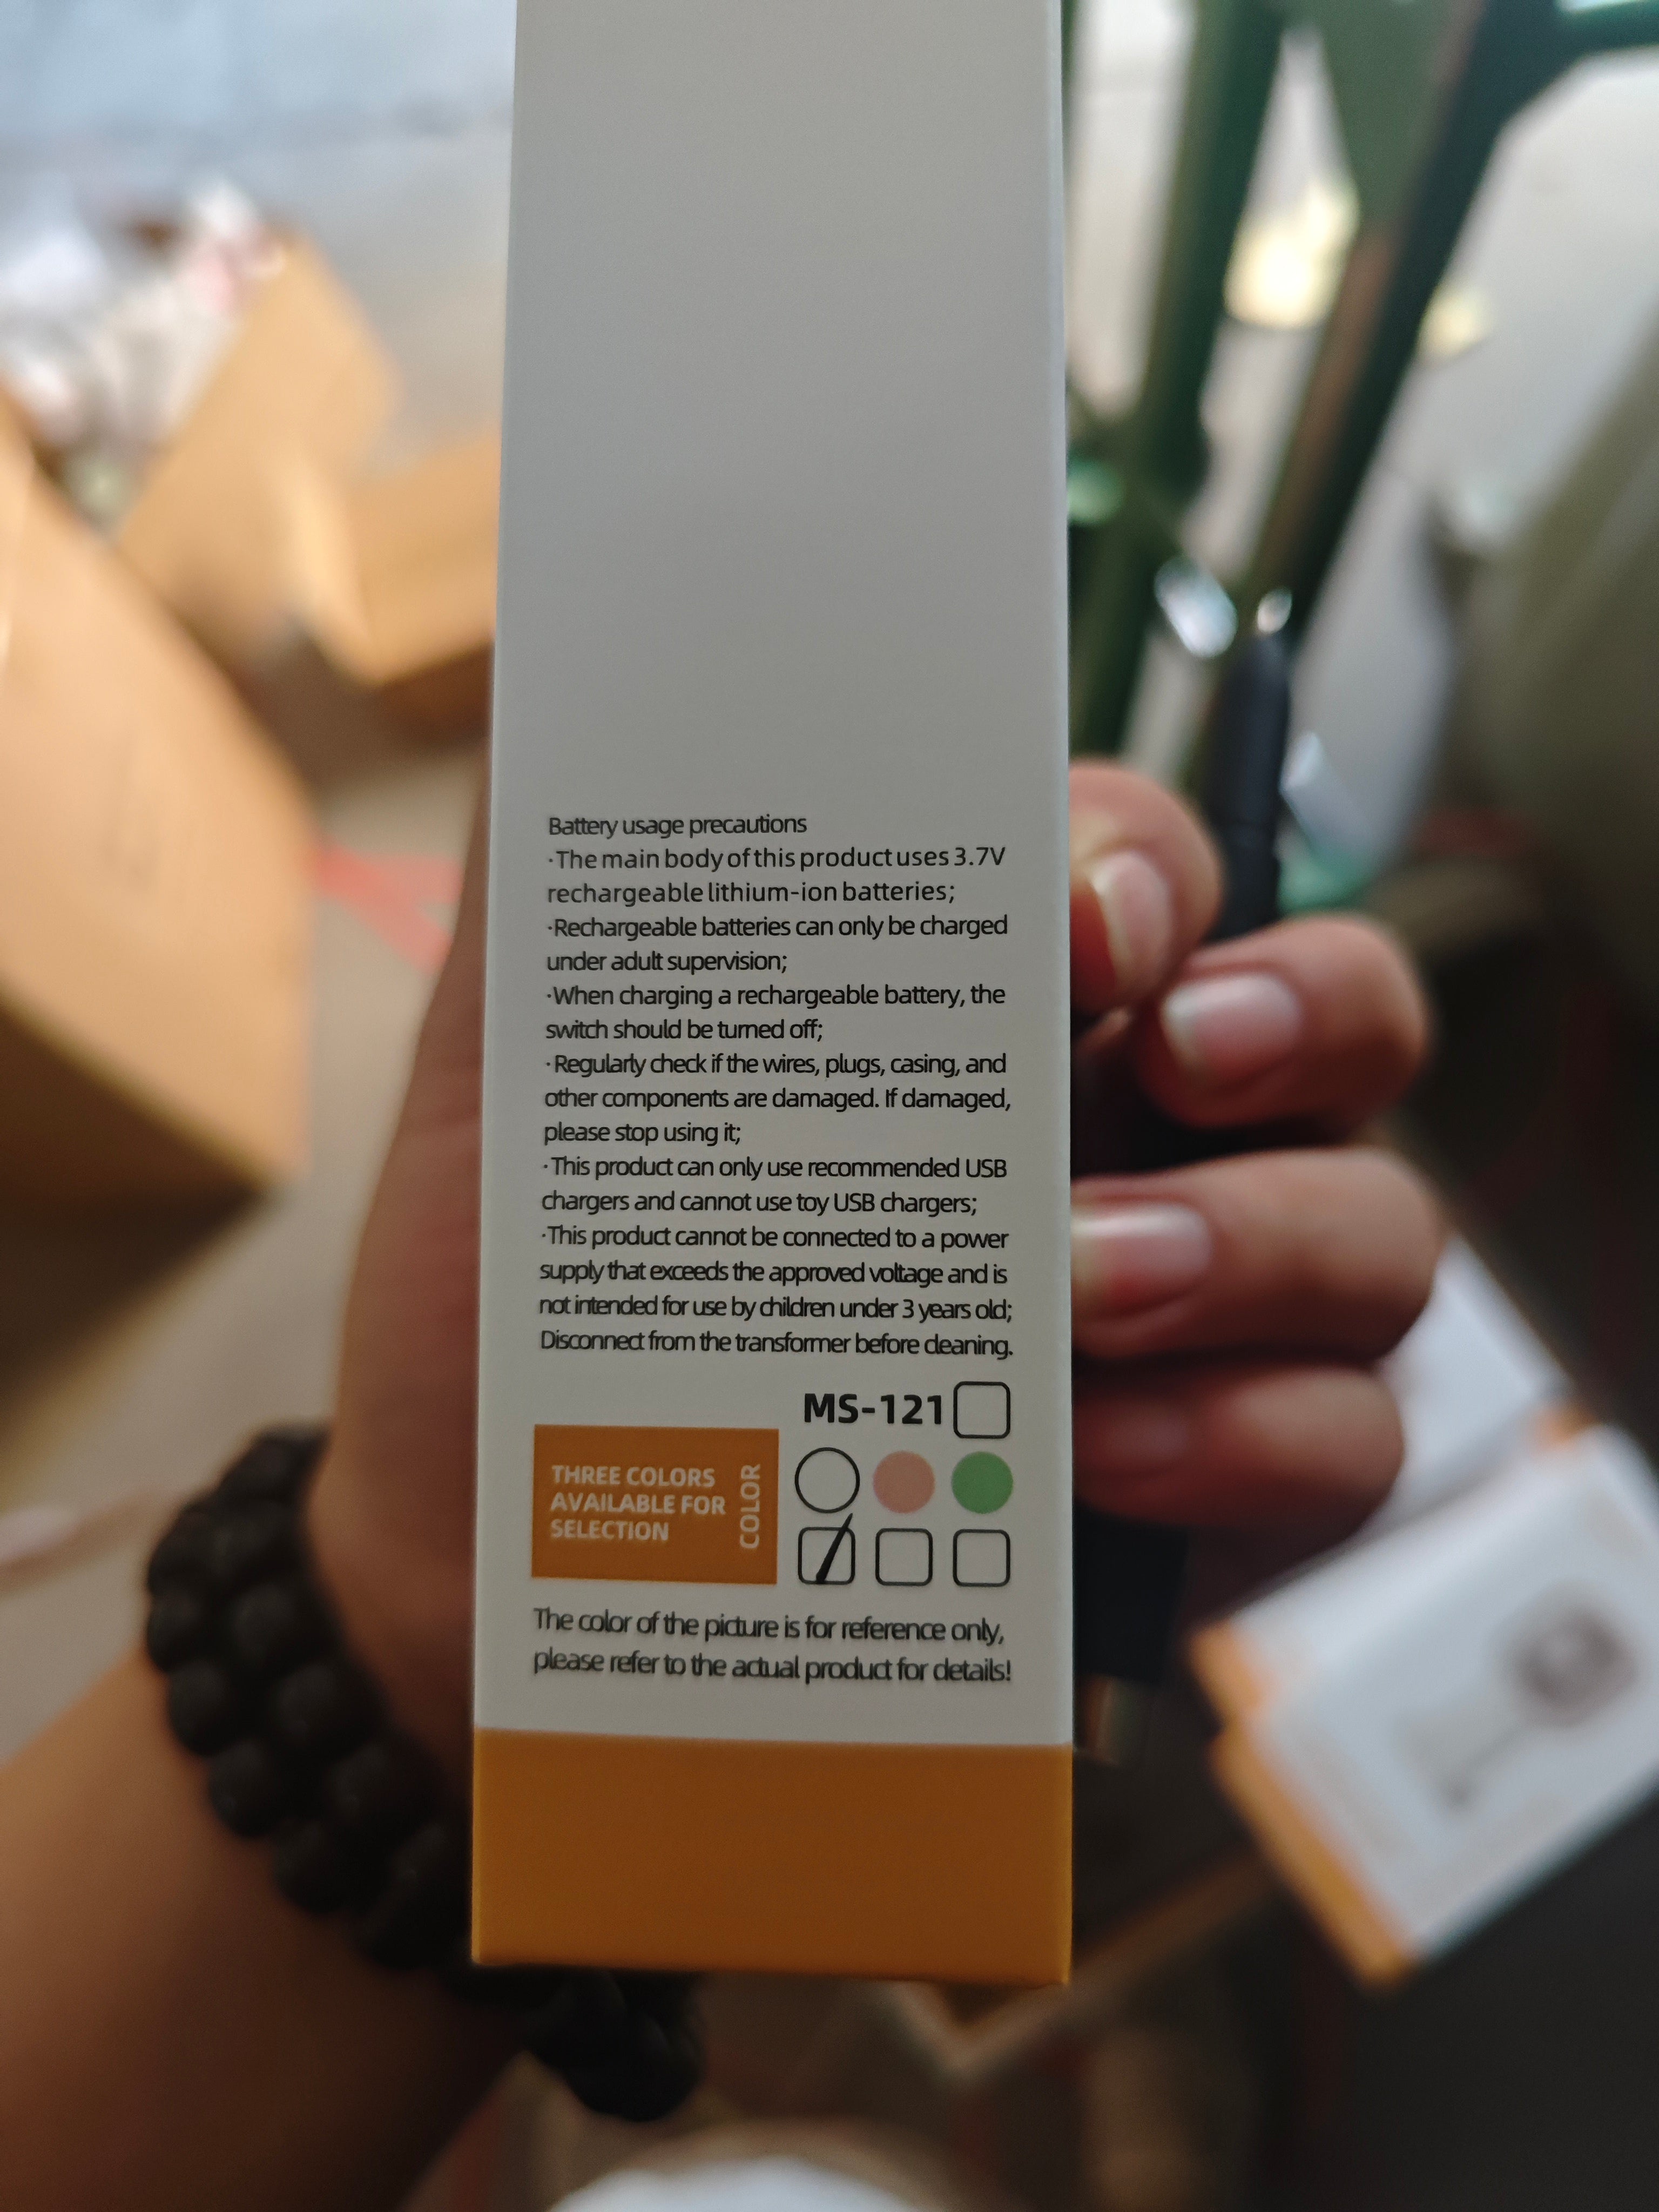 Battery usage precautions
·The main body of this product uses 3.7V
rechargeable lithium-ion batteries;
·Rechargeable batteries can only be charged
under adult supervision;
·When charging a rechargeable battery, the
switch should be turned off;
·Regularly check if the wires, plugs, casing, and
other components are damaged. If damaged,
please stop using it;
·This product can only use recommended USB
chargers and cannot use toy USB chargers;
·This product cannot be connected to a power
supply that exceeds the approved voltage and is
not intended for use by children under 3 years old;
Disconnect from the transformer before cleaning.
MS-121
THREE COLORS
AVAILABLE FOR
SELECTION
COLOR
The color of the picture is for reference only,
please refer to the actual product for details!